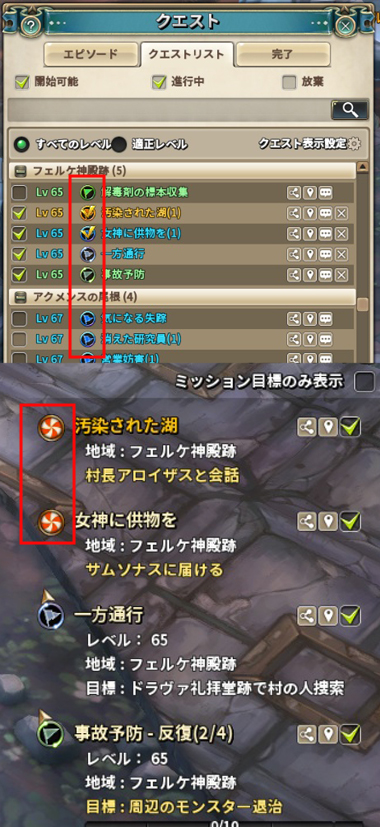 クエスト
エピソード クエストリスト 完了
開始可能 進行中 放棄
すべてのレベル 適正レベル クエスト表示設定
フェルケ神殿跡 (5)
Lv 65 解毒剤の標本収集
Lv 65 汚染された湖(1)
Lv 65 女神に供物を(1)
Lv 65 一方通行
Lv 65 事故予防
アクメンスの尾根 (4)
Lv 67 気になる失踪
Lv 67 消えた研究員(1)
Lv 67 営業妨害(1)
ミッション目標のみ表示
汚染された湖
地域 : フェルケ神殿跡
村長アロイザスと会話
女神に供物を
地域 : フェルケ神殿跡
サムソナスに届ける
一方通行
レベル : 65
地域 : フェルケ神殿跡
目標 : ドラヴァ礼拝堂跡で村の人捜索
事故予防 - 反復(2/4)
レベル : 65
地域 : フェルケ神殿跡
目標 : 周辺のモンスター退治
0/10